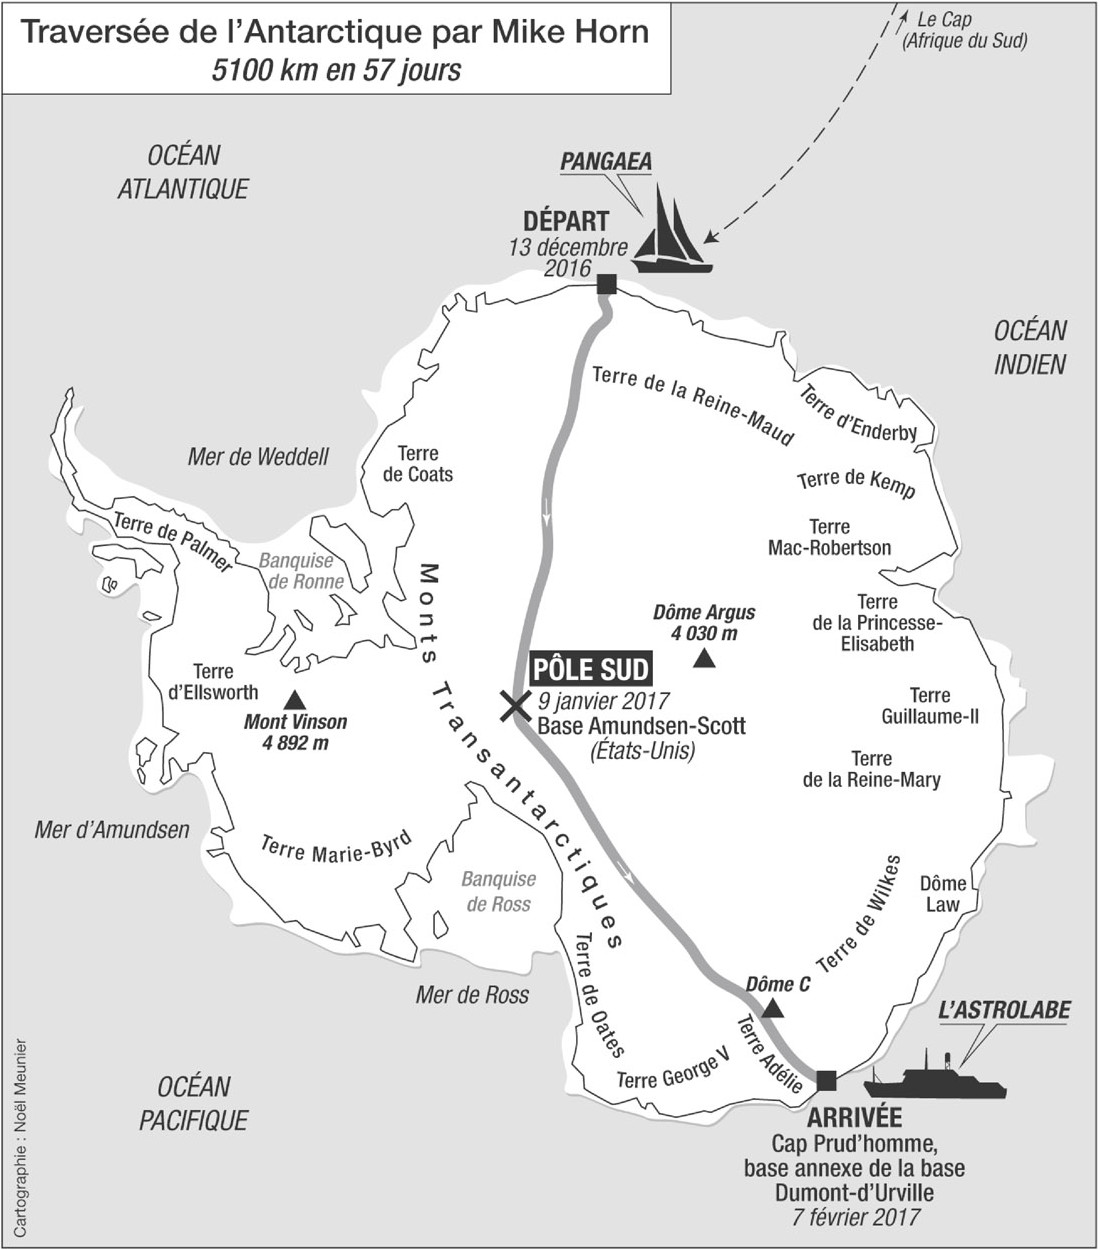 Traversée de l'Antarctique par Mike Horn
5100 km en 57 jours
Le Cap
(Afrique du Sud)
OCÉAN
ATLANTIQUE
PANGAEA
DÉPART
13 décembre
2016
OCÉAN
INDIEN
Terre de la Reine-Maud
Terre d'Enderby
Mer de Weddell
Terre
de Coats
Terre de Kemp
Terre de Palmer
Terre
Mac-Robertson
Banquise
de Ronne
Monts Transantarctiques
Dôme Argus
4 030 m
Terre
de la Princesse-
Elisabeth
PÔLE SUD
9 janvier 2017
Base Amundsen-Scott
(États-Unis)
Terre
d'Ellsworth
Mont Vinson
4 892 m
Terre
Guillaume-II
Terre
de la Reine-Mary
Mer d'Amundsen
Terre Marie-Byrd
Banquise
de Ross
Terre de Wilkes
Dôme
Law
Mer de Ross
Terre de Oates
Dôme C
L'ASTROLABE
Terre George V
Terre Adélie
OCÉAN
PACIFIQUE
ARRIVÉE
Cap Prud'homme,
base annexe de la base
Dumont-d'Urville
7 février 2017
Cartographie : Noël Meunier